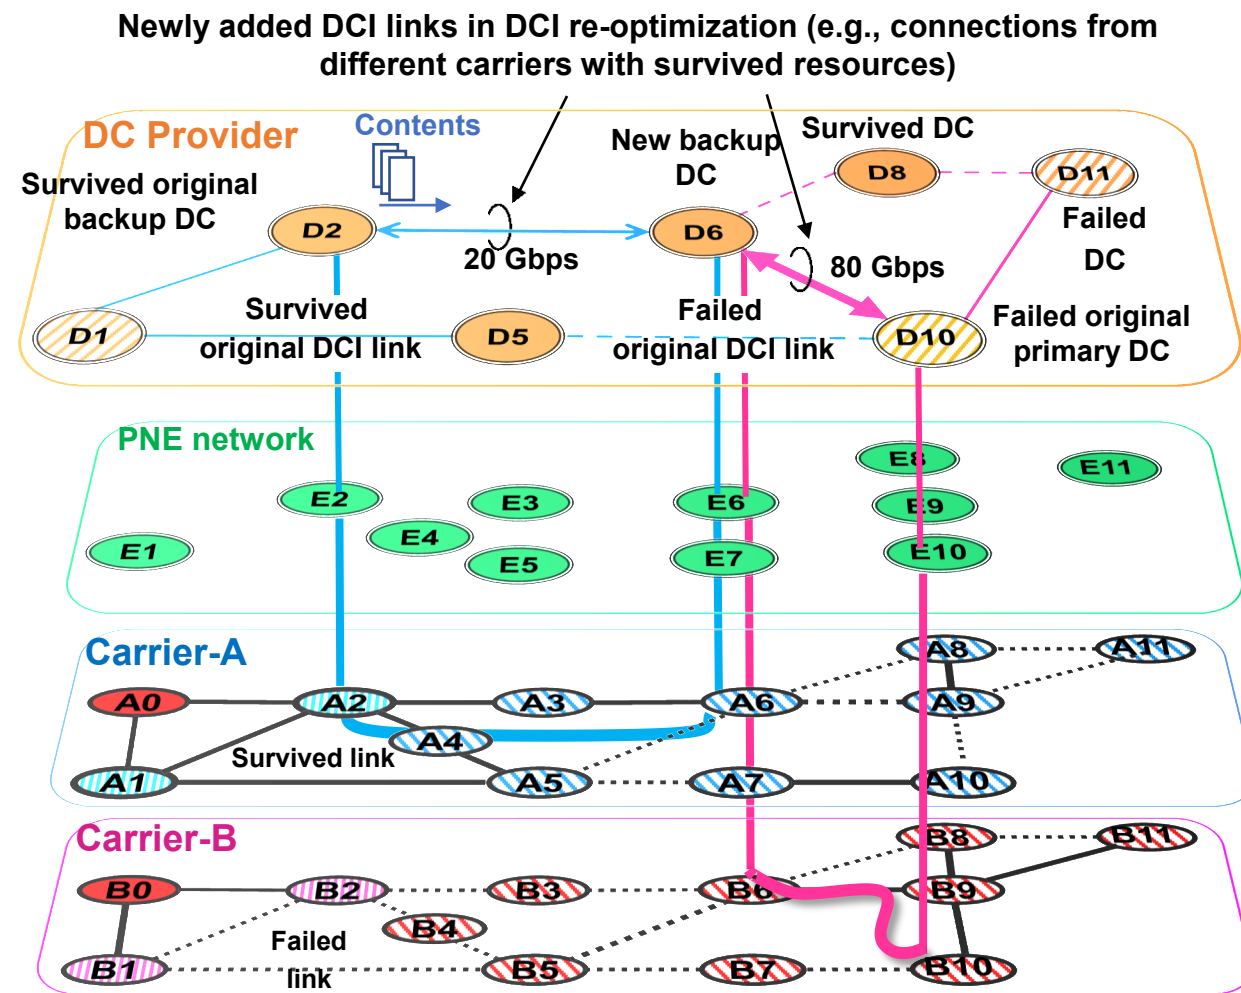 Newly added DCI links in DCI re-optimization (e.g., connections from
different carriers with survived resources)
DC Provider
Contents
New backup
DC
Survived DC
D8
D11
Survived original
backup DC
D2
D6
Failed
DC
20 Gbps
80 Gbps
Survived
original DCI link
Failed
original DCI link
Failed original
primary DC
D1
D5
D10
PNE network
E8
E11
E2
E3
E6
E9
E4
E1
E5
E7
E10
Carrier-A
A8
A11
A0
A2
A3
A6
A9
A4
Survived link
A1
A5
A7
A10
Carrier-B
B8
B11
B0
B2
B3
B6
B9
B4
Failed
link
B1
B5
B7
B10